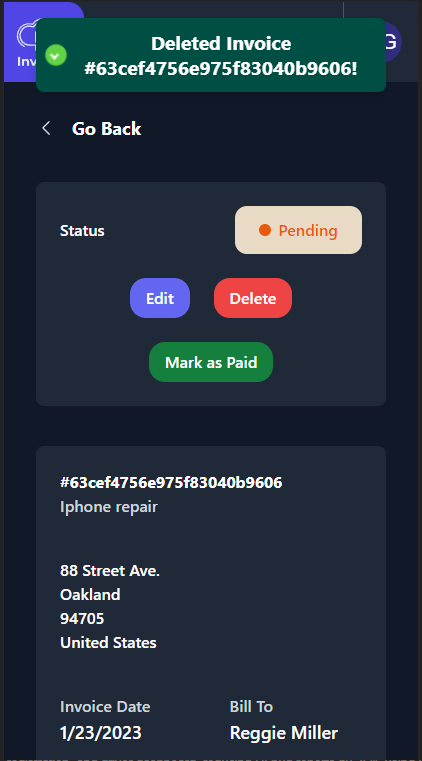 Inv
G
Deleted Invoice
#63cef4756e975f83040b9606!
Go Back
Status
Pending
Edit
Delete
Mark as Paid
#63cef4756e975f83040b9606
Iphone repair
88 Street Ave.
Oakland
94705
United States
Invoice Date
Bill To
1/23/2023
Reggie Miller